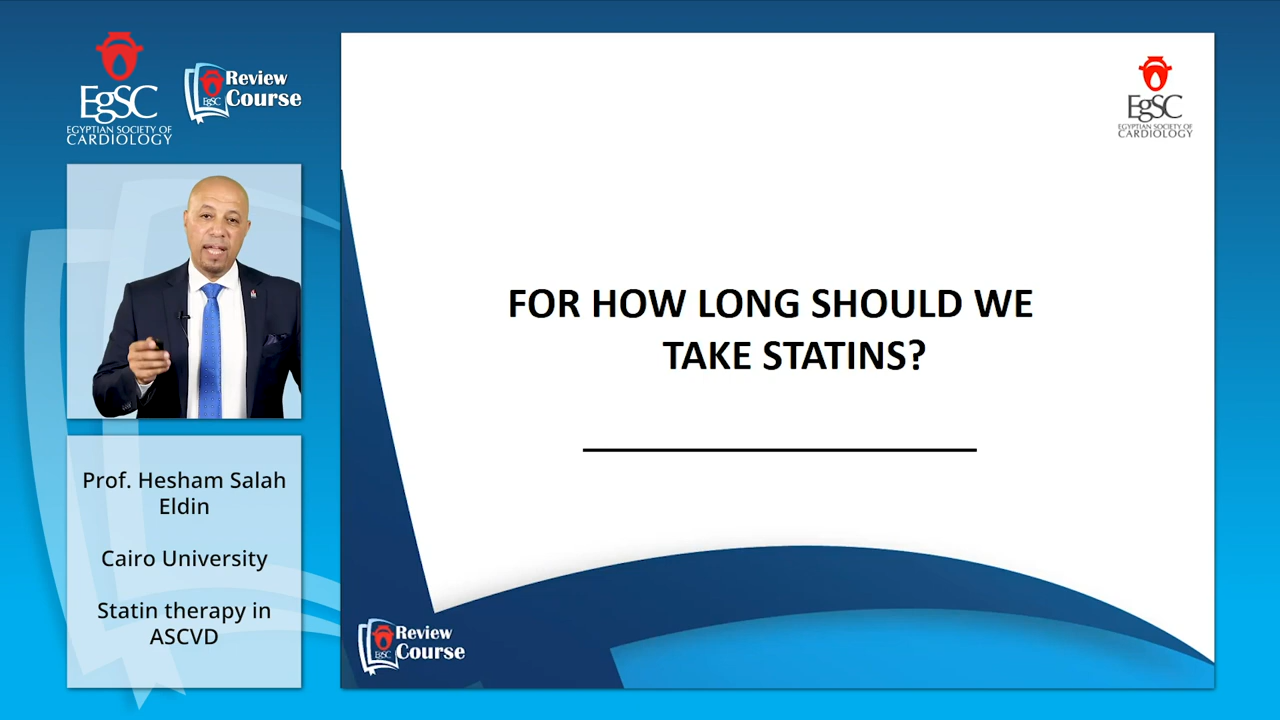 EgSC
EGYPTIAN SOCIETY OF
CARDIOLOGY
Review
EgSC Course
Prof. Hesham Salah
Eldin
Cairo University
Statin therapy in
ASCVD
EgSC
EGYPTIAN SOCIETY OF
CARDIOLOGY
FOR HOW LONG SHOULD WE
TAKE STATINS?
Review
EgSC Course